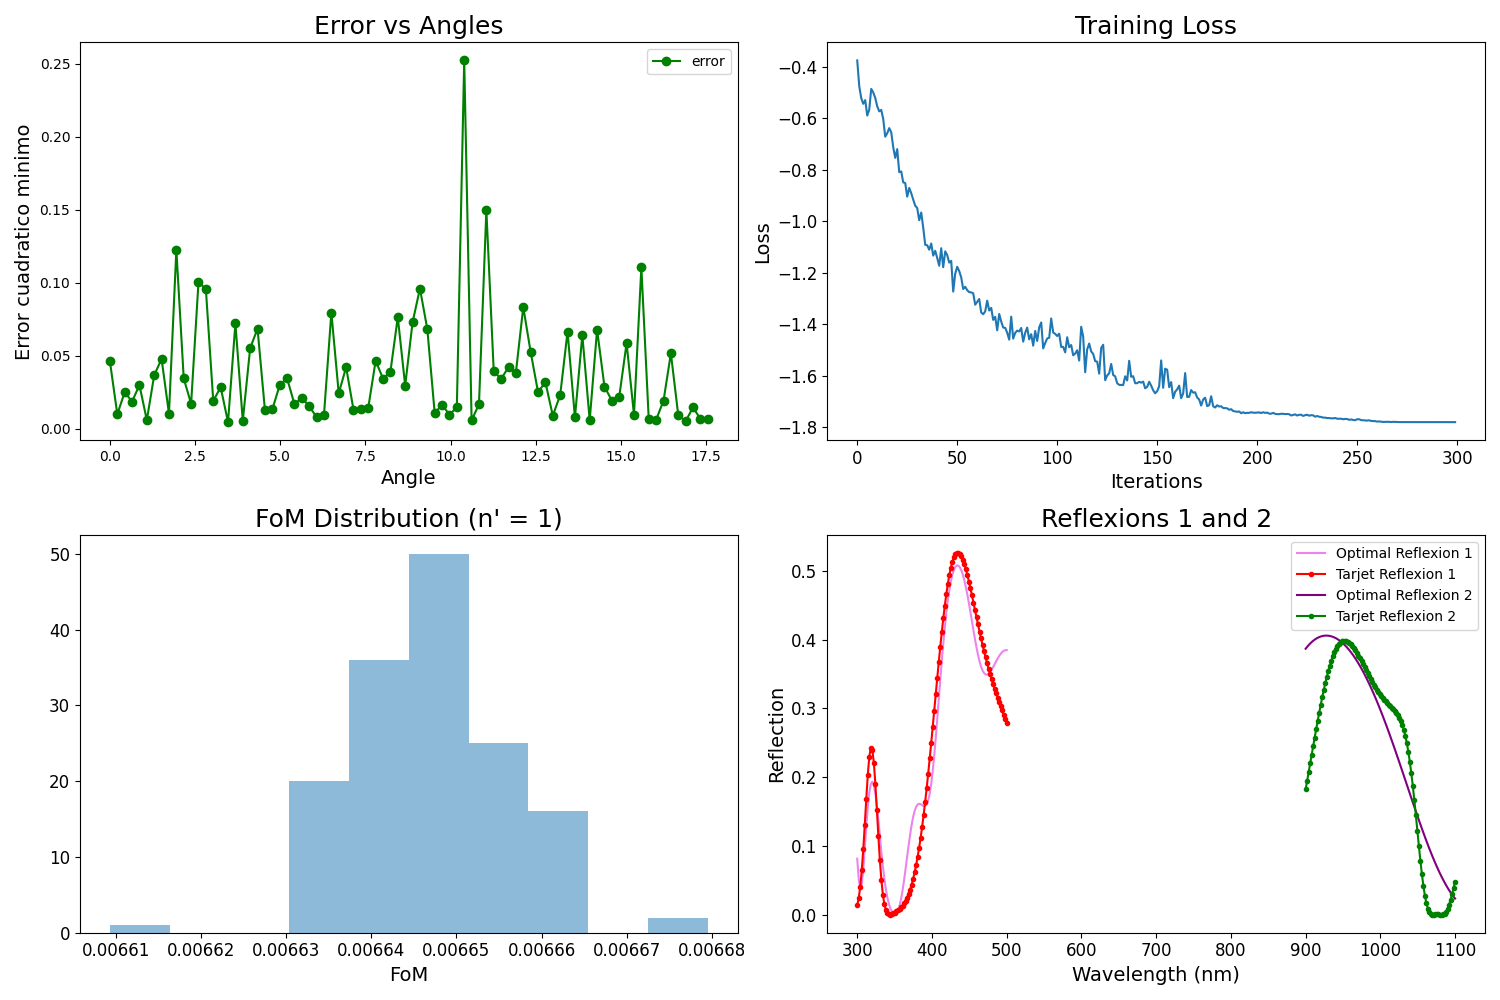 Error vs Angles
Error cuadratico minimo
0.25
0.20
0.15
0.10
0.05
0.00
error
0.0 2.5 5.0 7.5 10.0 12.5 15.0 17.5
Angle
Training Loss
Loss
−0.4
−0.6
−0.8
−1.0
−1.2
−1.4
−1.6
−1.8
0 50 100 150 200 250 300
Iterations
FoM Distribution (n' = 1)
50
40
30
20
10
0
0.00661 0.00662 0.00663 0.00664 0.00665 0.00666 0.00667 0.00668
FoM
Reflexions 1 and 2
Reflection
0.5
0.4
0.3
0.2
0.1
0.0
Optimal Reflexion 1
Tarjet Reflexion 1
Optimal Reflexion 2
Tarjet Reflexion 2
300 400 500 600 700 800 900 1000 1100
Wavelength (nm)